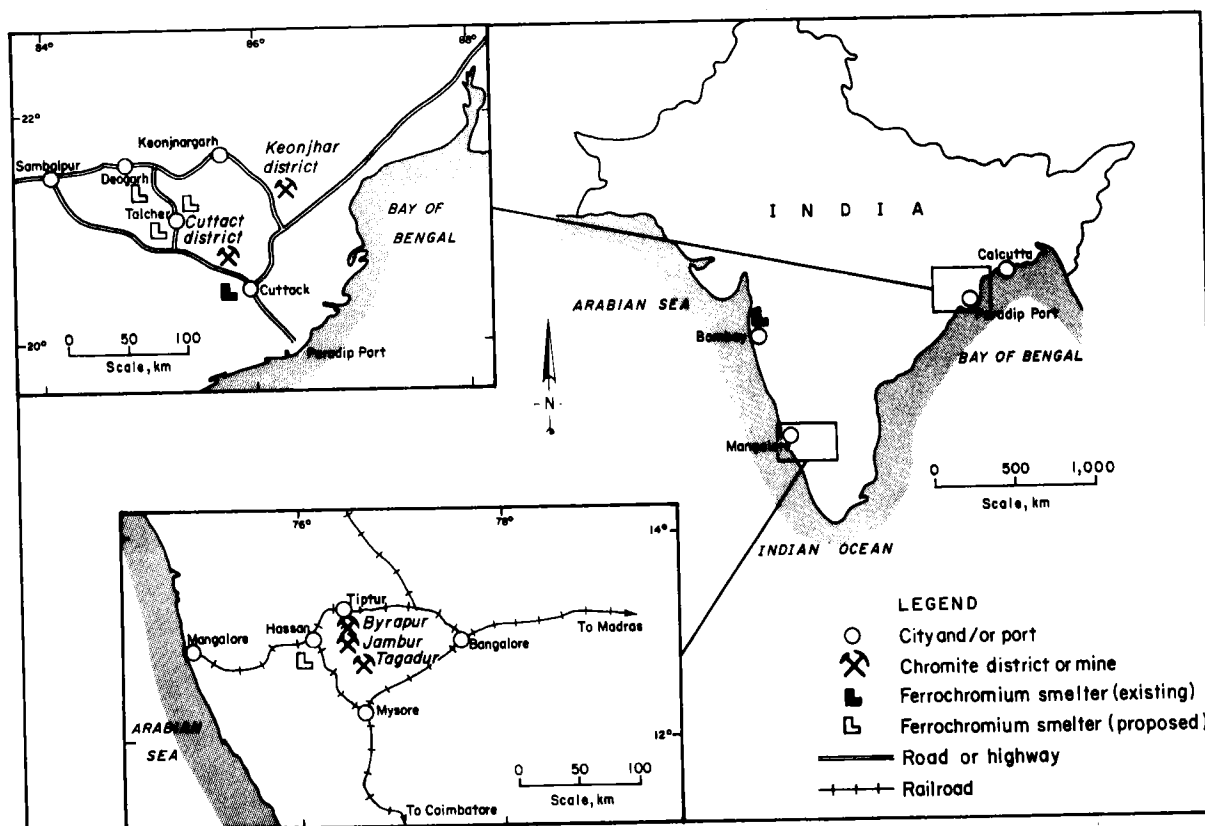 84°
86°
88°
22°
Keonjnargarh
Keonjhar
district
Sambalpur
Deogarh
Talcher
Cuttact
district
BAY OF
BENGAL
Cuttack
0 50 100
Scale, km
20°
Paradip Port
INDIA
Calcutta
ARABIAN SEA
Paradip Port
Bombay
BAY OF BENGAL
-N-
Mangalore
0 500 1,000
Scale, km
INDIAN OCEAN
76°
78°
14°
Tiptur
Byrapur
To Madras
Mangalore
Hassan
Jambur
Bangalore
Tagadur
Mysore
ARABIAN
SEA
12°
0 50 100
Scale, km
To Coimbatore
LEGEND
City and/or port
Chromite district or mine
Ferrochromium smelter (existing)
Ferrochromium smelter (proposed)
Road or highway
Railroad